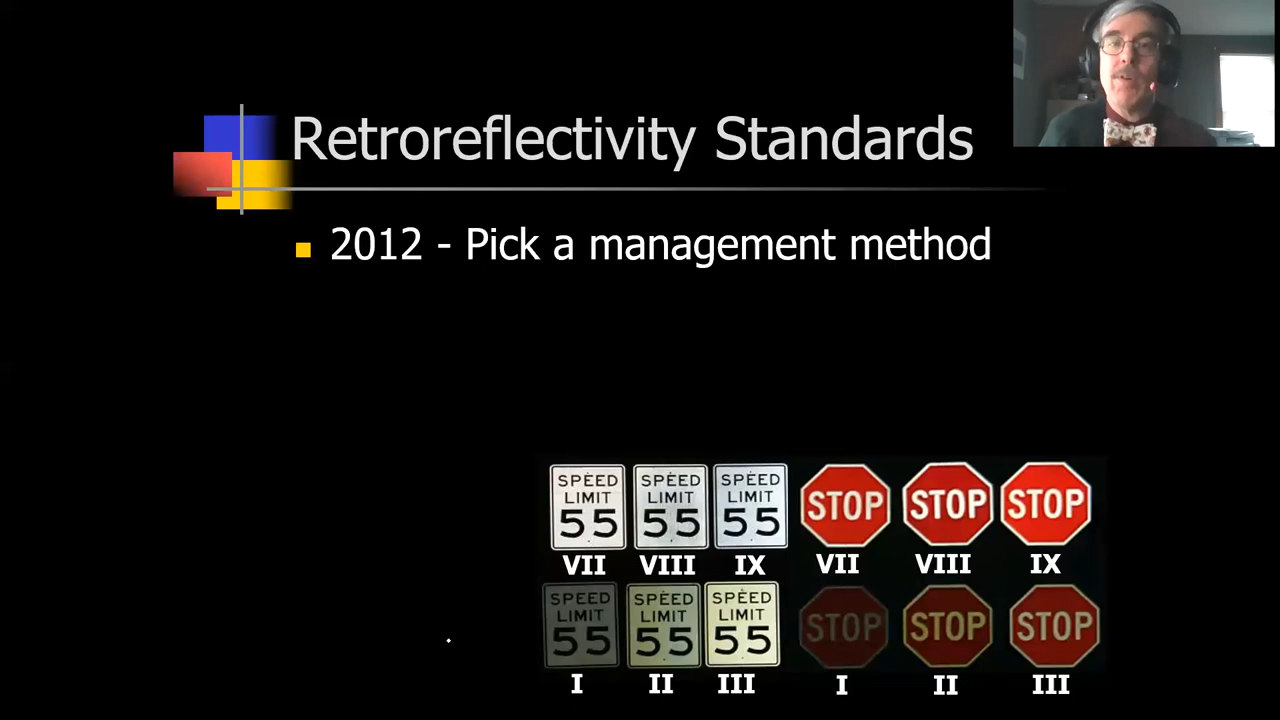 Retroreflectivity Standards
2012 - Pick a management method
SPEED LIMIT 55
SPEED LIMIT 55
SPEED LIMIT 55
STOP
STOP
STOP
VII
VIII
IX
VII
VIII
IX
SPEED LIMIT 55
SPEED LIMIT 55
SPEED LIMIT 55
STOP
STOP
STOP
I
II
III
I
II
III